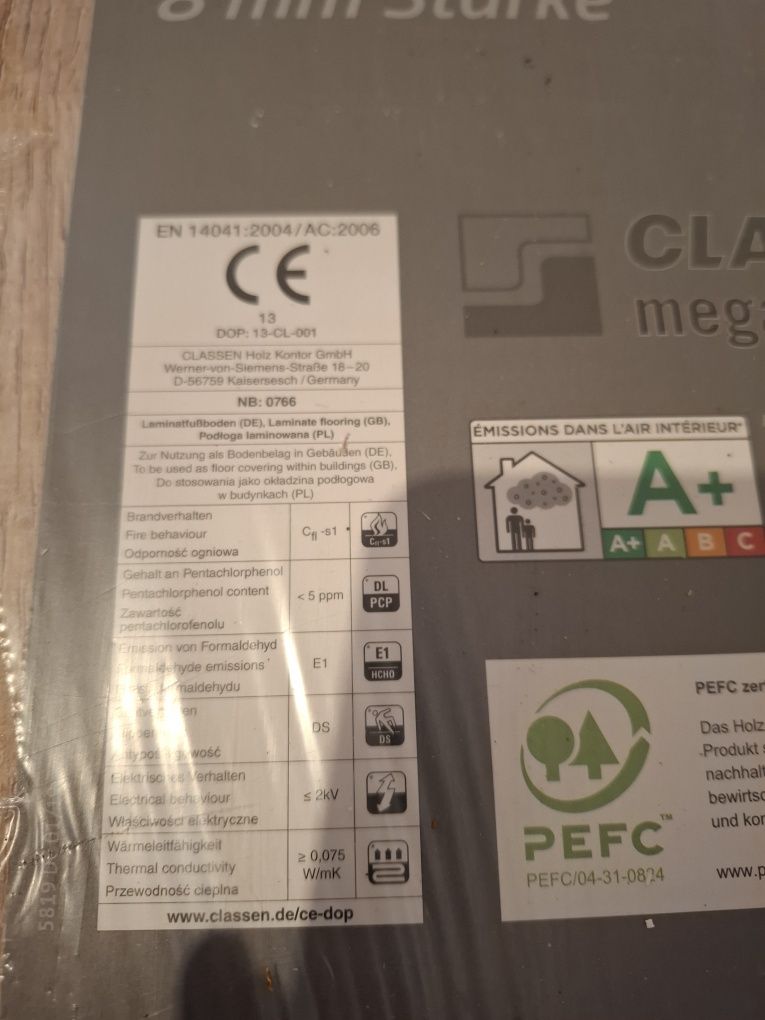 8 mm Stärke
EN 14041:2004/AC:2006
CE
13
DOP: 13-CL-001
CLASSEN Holz Kontor GmbH
Werner-von-Siemens-Straße 18–20
D-56759 Kaisersesch / Germany
NB: 0766
Laminatfußboden (DE), Laminate flooring (GB),
Podłoga laminowana (PL)
Zur Nutzung als Bodenbelag in Gebäuden (DE),
To be used as floor covering within buildings (GB),
Do stosowania jako okładzina podłogowa
w budynkach (PL)
Brandverhalten
Fire behaviour
Odporność ogniowa
Cfl -s1
Cfl-s1
Gehalt an Pentachlorphenol
Pentachlorphenol content
Zawartość
pentachlorofenolu
< 5 ppm
DL
PCP
Emission von Formaldehyd
Formaldehyde emissions
E1
E1
HCHO
DS
DS
Elektrisches Verhalten
Electrical behaviour
Właściwości elektryczne
≤ 2kV
Wärmeleitfähigkeit
Thermal conductivity
Przewodność cieplna
≥ 0,075
W/mK
www.classen.de/ce-dop
CLA
mega
ÉMISSIONS DANS L'AIR INTÉRIEUR*
A+
A+ A B C
PEFC
PEFC/04-31-0824
PEFC zer
Das Holz
Produkt
nachhalt
bewirtsc
und kor
www.p
5819